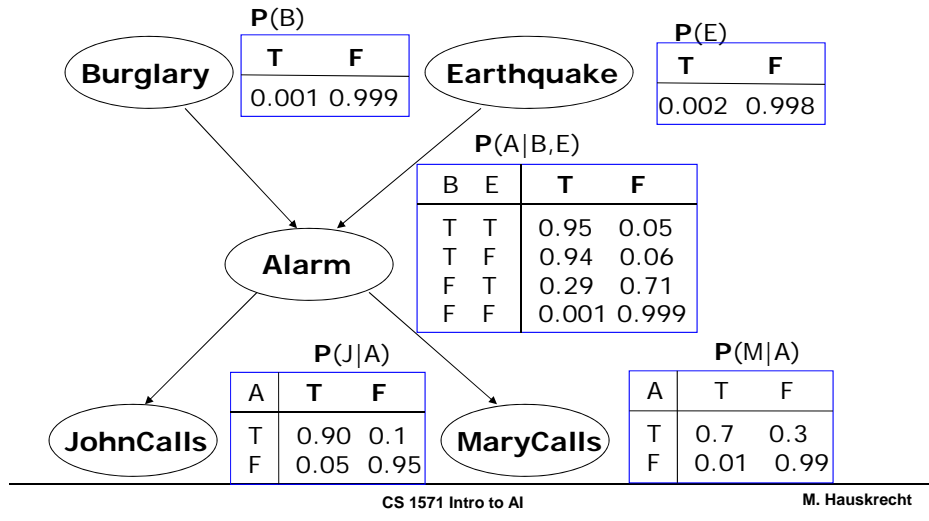 P(B)
T F
0.001 0.999
Burglary
Earthquake
P(E)
T F
0.002 0.998
P(A|B,E)
B E T F
T T 0.95 0.05
T F 0.94 0.06
F T 0.29 0.71
F F 0.001 0.999
Alarm
P(J|A)
A T F
T 0.90 0.1
F 0.05 0.95
P(M|A)
A T F
T 0.7 0.3
F 0.01 0.99
JohnCalls
MaryCalls
CS 1571 Intro to AI
M. Hauskrecht